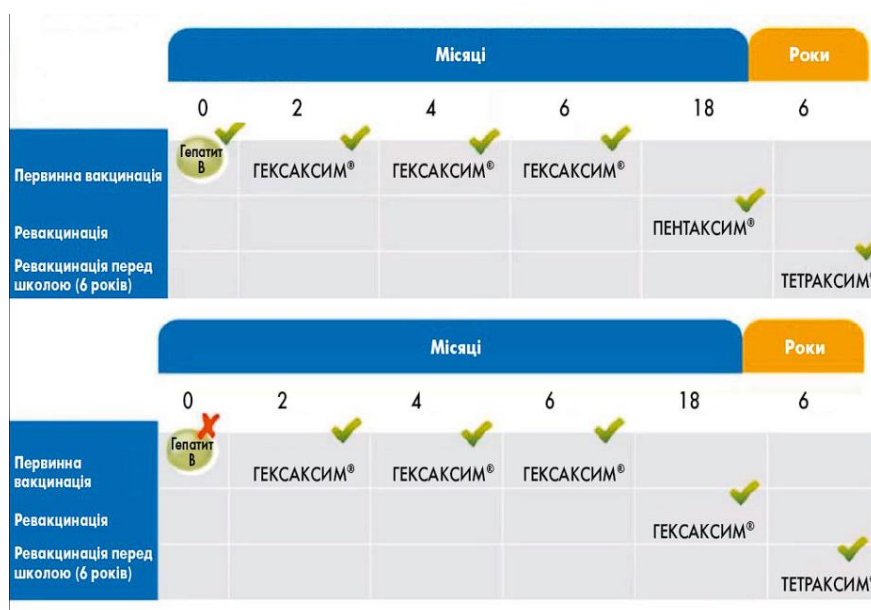 Місяці Роки
0 2 4 6 18 6
Первинна вакцинація Гепатит В ГЕКСАКСИМ® ГЕКСАКСИМ® ГЕКСАКСИМ®
Ревакцинація ПЕНТАКСИМ®
Ревакцинація перед
школою (6 років) ТЕТРАКСИМ®
Місяці Роки
0 2 4 6 18 6
Первинна
вакцинація Гепатит В ГЕКСАКСИМ® ГЕКСАКСИМ® ГЕКСАКСИМ®
Ревакцинація ГЕКСАКСИМ®
Ревакцинація перед
школою (6 років) ТЕТРАКСИМ®